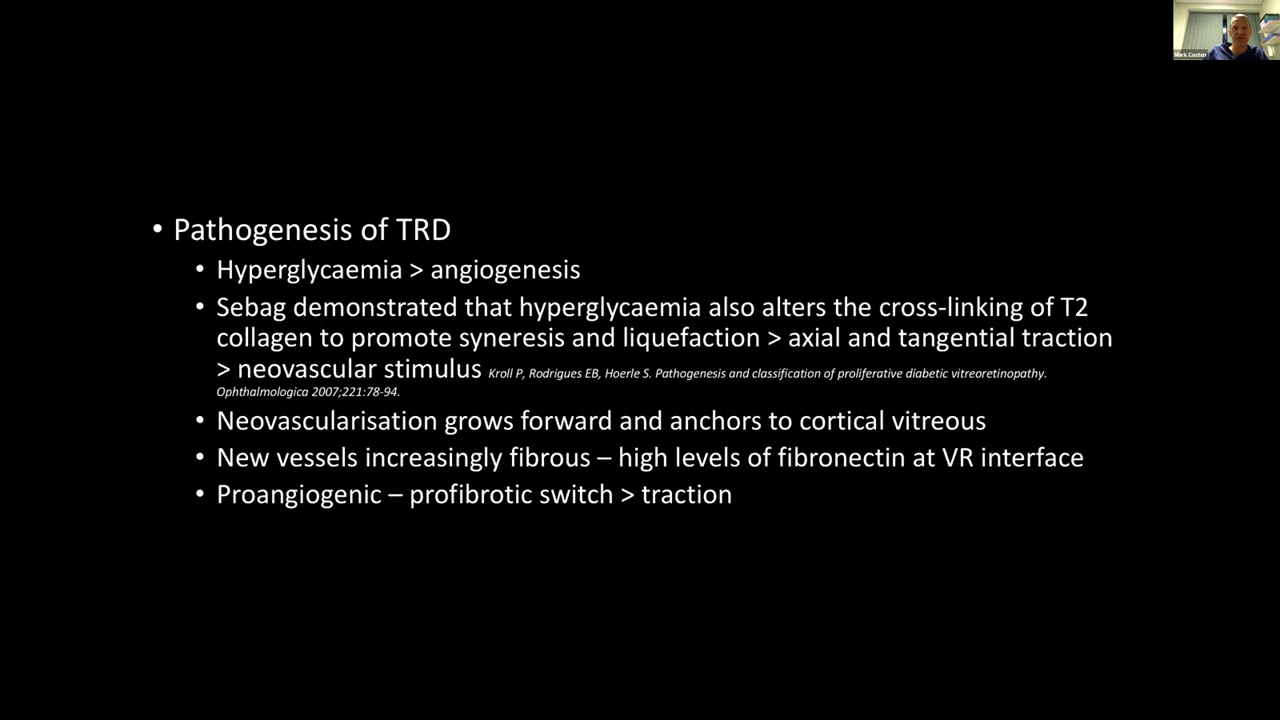 Mark.Costen
• Pathogenesis of TRD
• Hyperglycaemia > angiogenesis
• Sebag demonstrated that hyperglycaemia also alters the cross-linking of T2
collagen to promote syneresis and liquefaction > axial and tangential traction
> neovascular stimulus Kroll P, Rodrigues EB, Hoerle S. Pathogenesis and classification of proliferative diabetic vitreoretinopathy.
Ophthalmologica 2007;221:78-94.
• Neovascularisation grows forward and anchors to cortical vitreous
• New vessels increasingly fibrous – high levels of fibronectin at VR interface
• Proangiogenic – profibrotic switch > traction